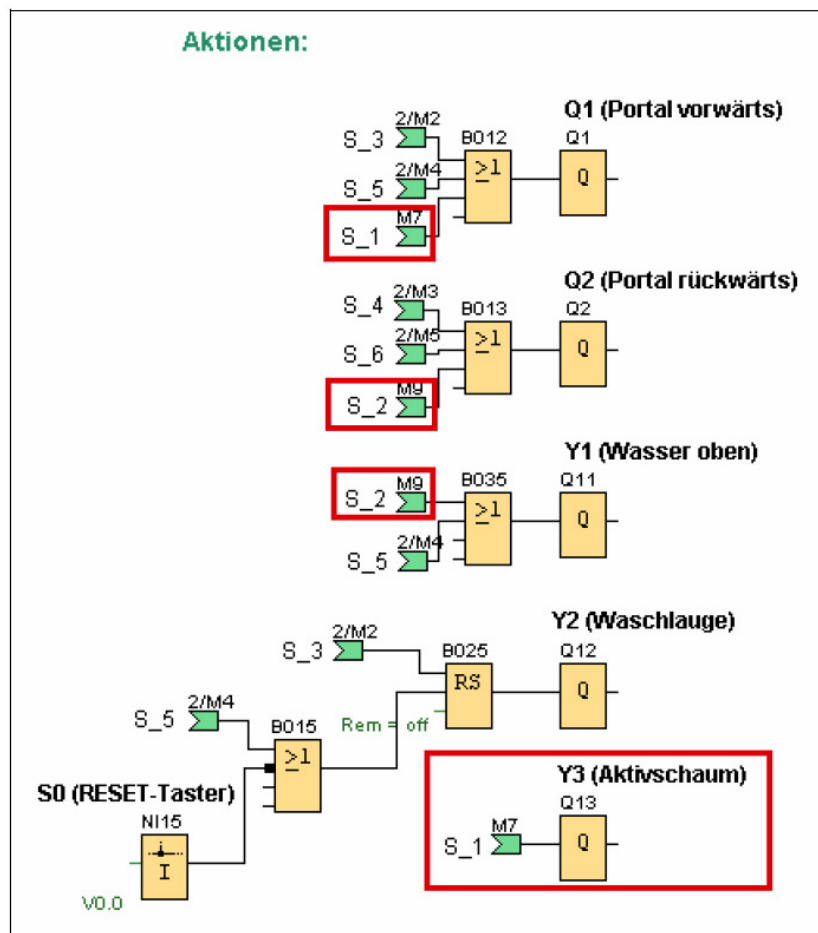 Aktionen:
Q1 (Portal vorwärts)
2/M2
B012
Q1
S_3
≥1
Q
2/M4
S_5
M7
S_1
Q2 (Portal rückwärts)
2/M3
B013
Q2
S_4
≥1
Q
2/M5
S_6
M9
S_2
Y1 (Wasser oben)
M9
B035
Q11
S_2
≥1
Q
2/M4
S_5
Y2 (Waschlauge)
2/M2
B025
Q12
S_3
RS
Q
2/M4
S_5
B015
Rem = off
≥1
Y3 (Aktivschaum)
S0 (RESET-Taster)
Q13
NI15
M7
S_1
Q
I
V0.0